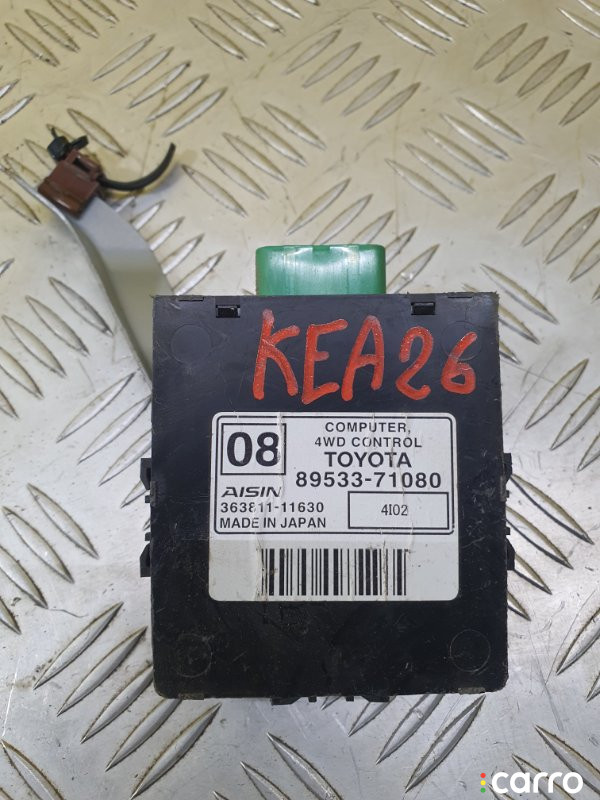 KEA26
08
COMPUTER,
4WD CONTROL
TOYOTA
89533-71080
AISIN
363811-11630
MADE IN JAPAN
4I02
carro